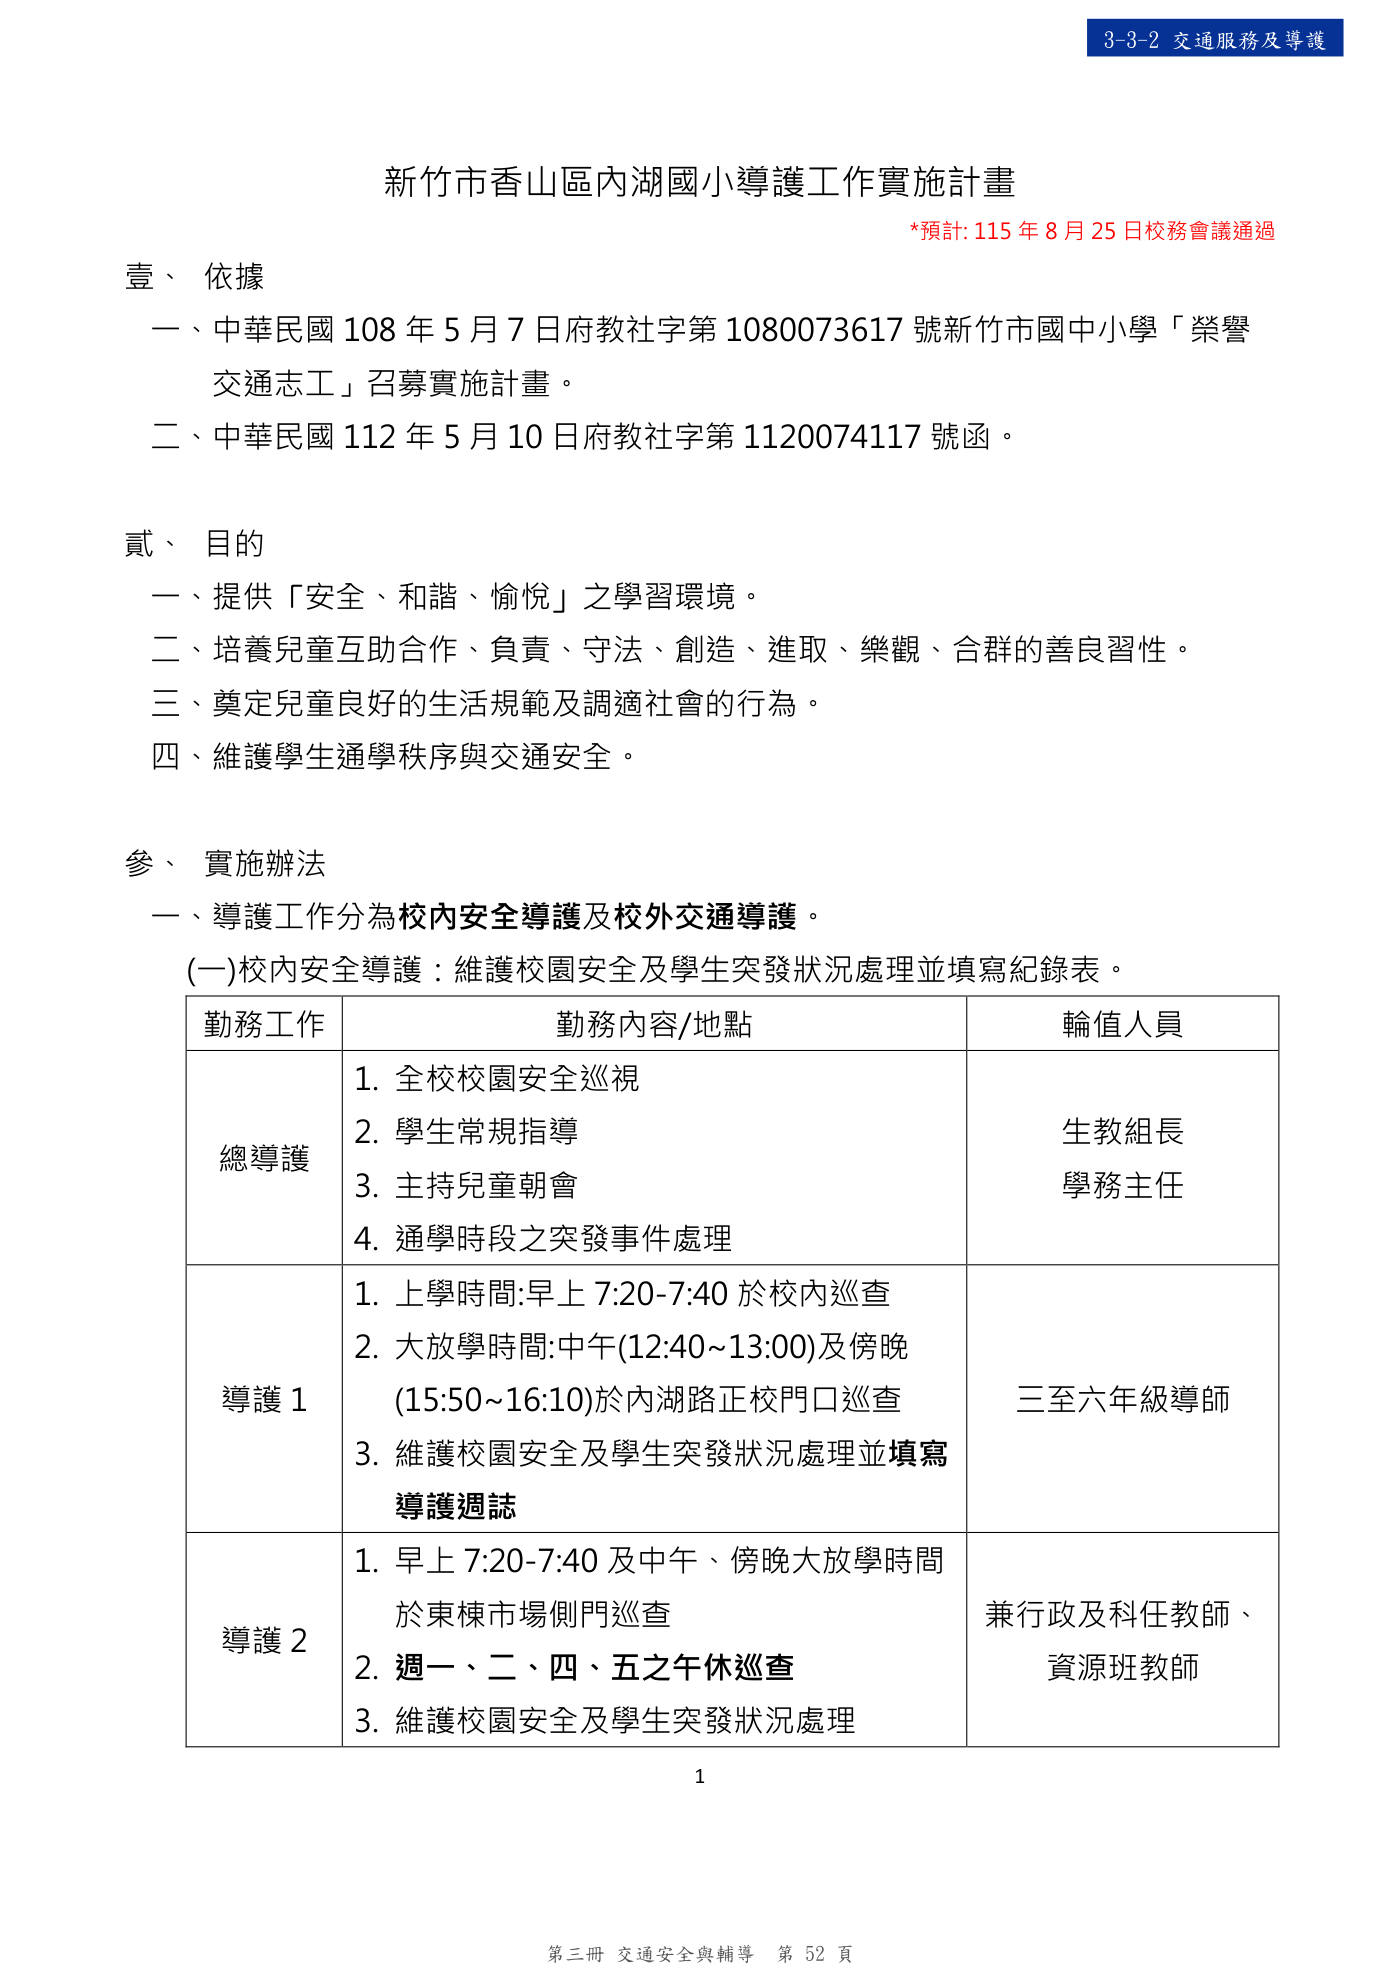 3-3-2 交通服務及導護
新竹市香山區內湖國小導護工作實施計畫
*預計: 115 年 8 月 25 日校務會議通過
壹、 依據
一、中華民國 108 年 5 月 7 日府教社字第 1080073617 號新竹市國中小學「榮譽
交通志工」召募實施計畫。
二、中華民國 112 年 5 月 10 日府教社字第 1120074117 號函。
貳、 目的
一、提供「安全、和諧、愉悅」之學習環境。
二、培養兒童互助合作、負責、守法、創造、進取、樂觀、合群的善良習性。
三、奠定兒童良好的生活規範及調適社會的行為。
四、維護學生通學秩序與交通安全。
參、 實施辦法
一、導護工作分為校內安全導護及校外交通導護。
(一)校內安全導護：維護校園安全及學生突發狀況處理並填寫紀錄表。
勤務工作 勤務內容/地點 輪值人員
總導護
1. 全校校園安全巡視
2. 學生常規指導
3. 主持兒童朝會
4. 通學時段之突發事件處理
生教組長
學務主任
導護 1
1. 上學時間:早上 7:20-7:40 於校內巡查
2. 大放學時間:中午(12:40~13:00)及傍晚
(15:50~16:10)於內湖路正校門口巡查
3. 維護校園安全及學生突發狀況處理並填寫
導護週誌
三至六年級導師
導護 2
1. 早上 7:20-7:40 及中午、傍晚大放學時間
於東棟市場側門巡查
2. 週一、二、四、五之午休巡查
3. 維護校園安全及學生突發狀況處理
兼行政及科任教師、
資源班教師
1
第三冊 交通安全與輔導 第 52 頁